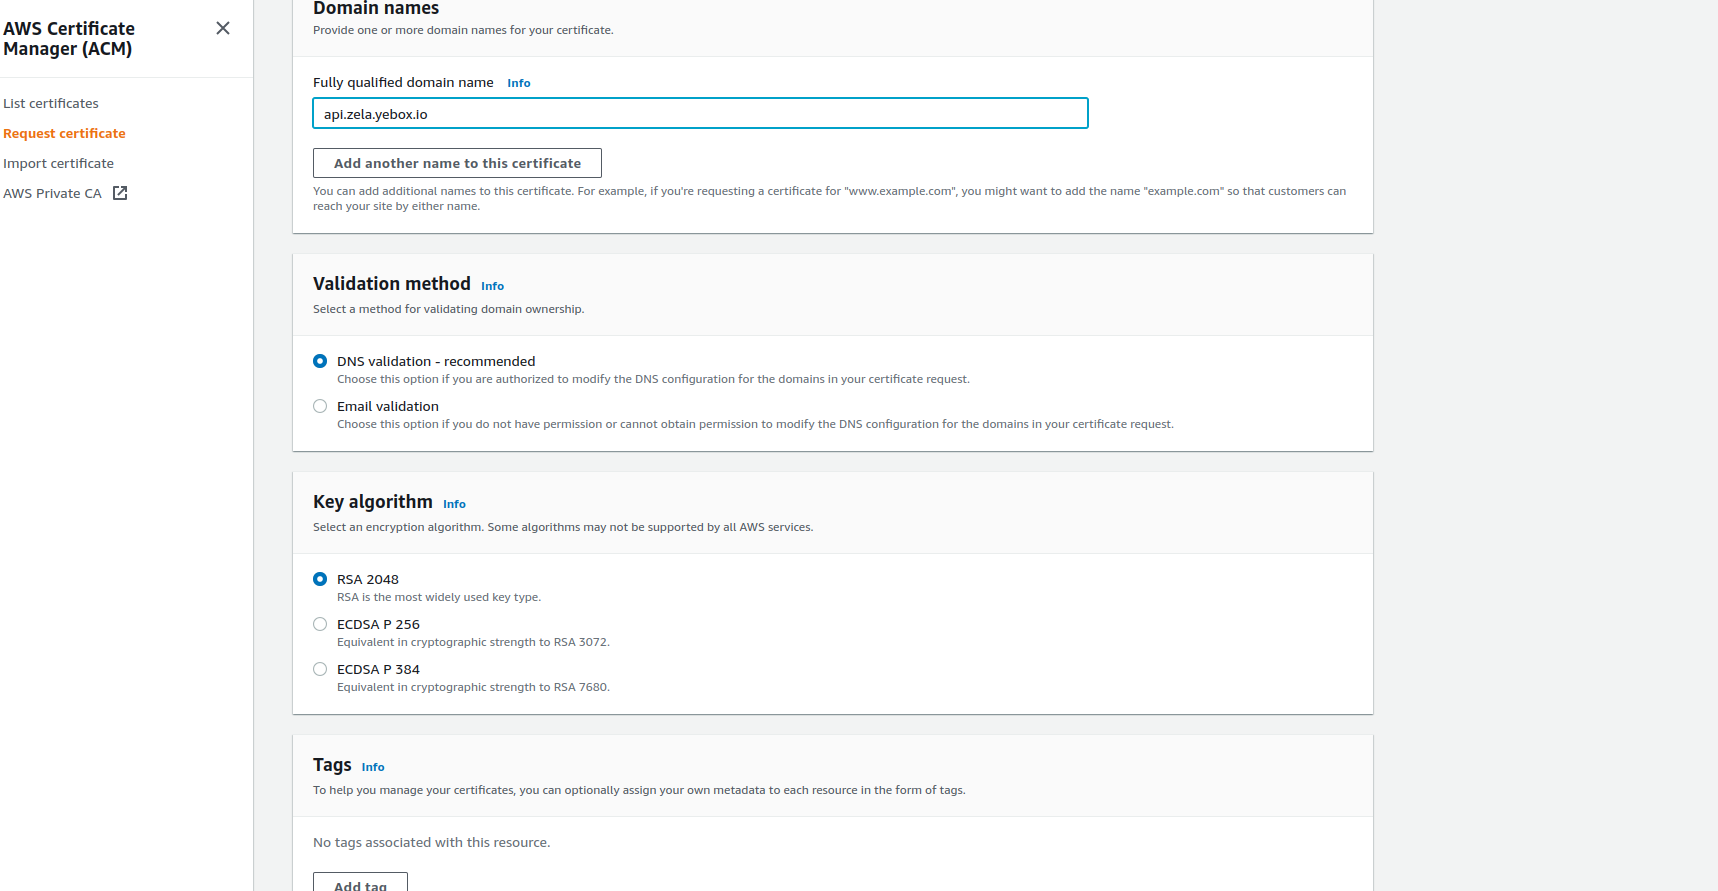 AWS Certificate
Manager (ACM)
List certificates
Request certificate
Import certificate
AWS Private CA
Domain names
Provide one or more domain names for your certificate.
Fully qualified domain name Info
api.zela.yebox.io
Add another name to this certificate
You can add additional names to this certificate. For example, if you're requesting a certificate for "www.example.com", you might want to add the name "example.com" so that customers can
reach your site by either name.
Validation method Info
Select a method for validating domain ownership.
DNS validation - recommended
Choose this option if you are authorized to modify the DNS configuration for the domains in your certificate request.
Email validation
Choose this option if you do not have permission or cannot obtain permission to modify the DNS configuration for the domains in your certificate request.
Key algorithm Info
Select an encryption algorithm. Some algorithms may not be supported by all AWS services.
RSA 2048
RSA is the most widely used key type.
ECDSA P 256
Equivalent in cryptographic strength to RSA 3072.
ECDSA P 384
Equivalent in cryptographic strength to RSA 7680.
Tags Info
To help you manage your certificates, you can optionally assign your own metadata to each resource in the form of tags.
No tags associated with this resource.
Add tag